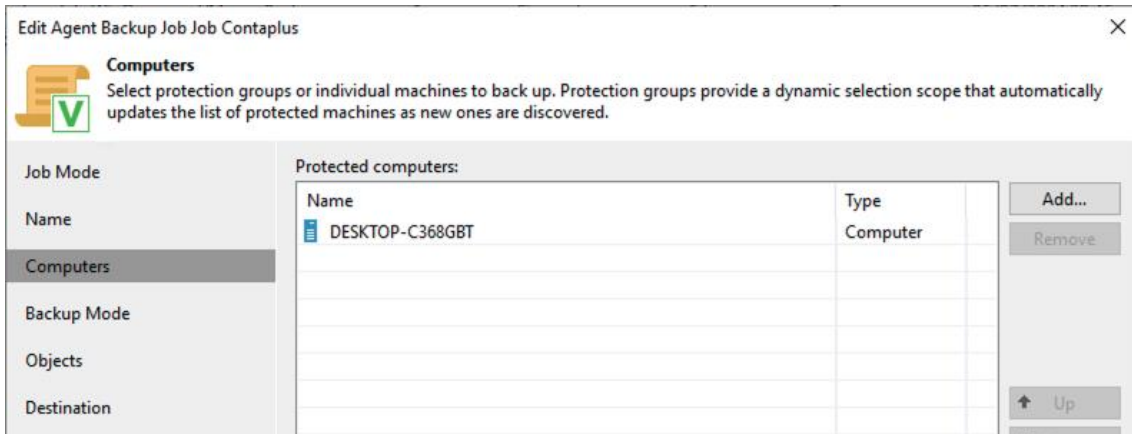 Edit Agent Backup Job Job Contaplus
Computers
Select protection groups or individual machines to back up. Protection groups provide a dynamic selection scope that automatically
updates the list of protected machines as new ones are discovered.
Job Mode
Name
Computers
Backup Mode
Objects
Destination
Protected computers:
Name Type
DESKTOP-C368GBT Computer
Add...
Remove
Up